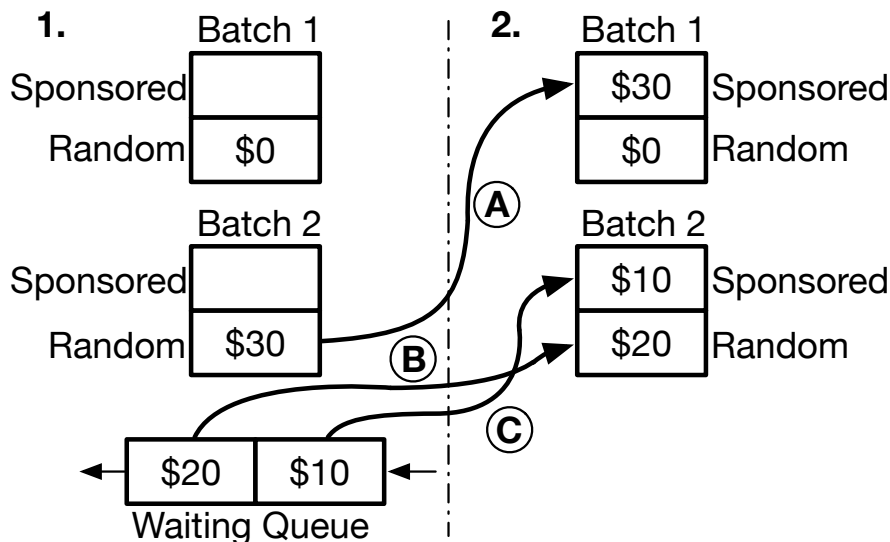 1.
Batch 1
Sponsored
Random $0
Batch 2
Sponsored
Random $30
$20 $10
Waiting Queue
A
B
C
2.
Batch 1
$30 Sponsored
$0 Random
Batch 2
$10 Sponsored
$20 Random